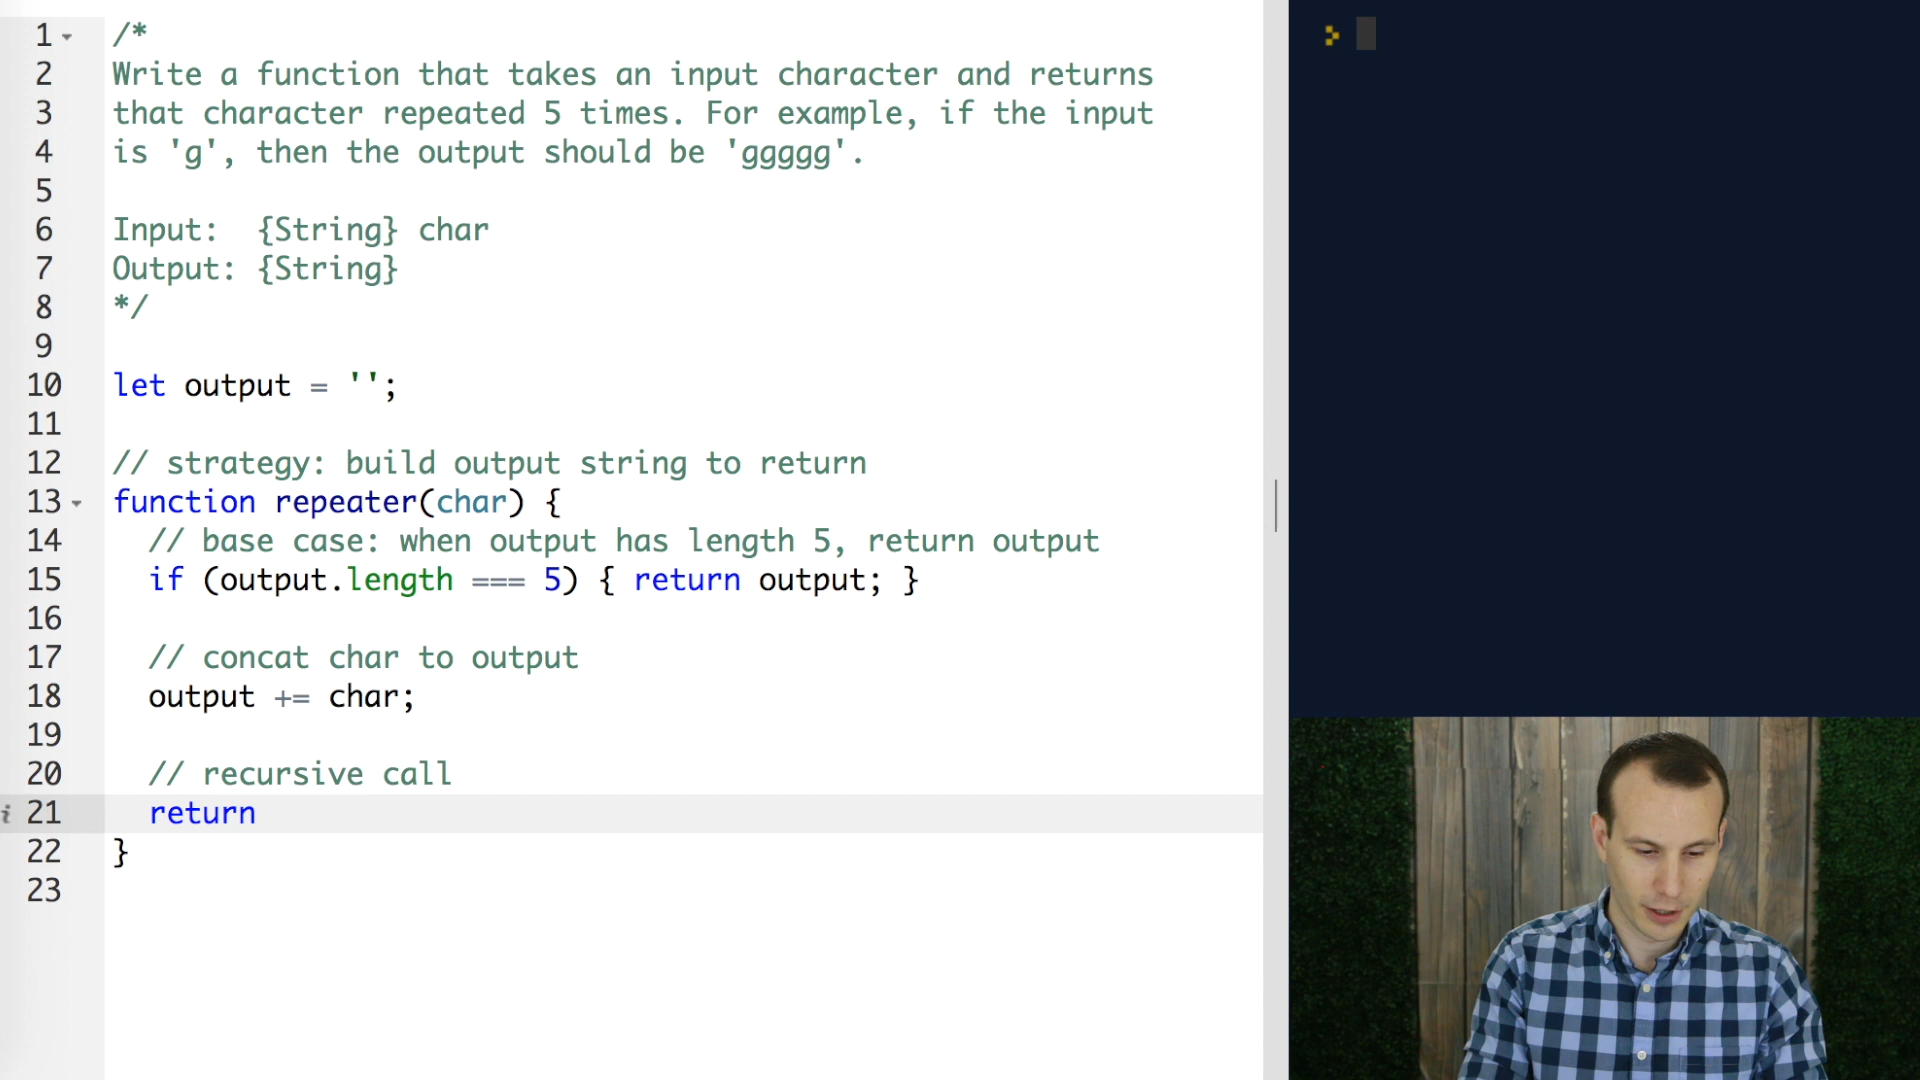 1 /*
2 Write a function that takes an input character and returns
3 that character repeated 5 times. For example, if the input
4 is 'g', then the output should be 'ggggg'.
5
6 Input:  {String} char
7 Output: {String}
8 */
9
10 let output = '';
11
12 // strategy: build output string to return
13 function repeater(char) {
14   // base case: when output has length 5, return output
15   if (output.length === 5) { return output; }
16
17   // concat char to output
18   output += char;
19
20   // recursive call
i 21   return
22 }
23